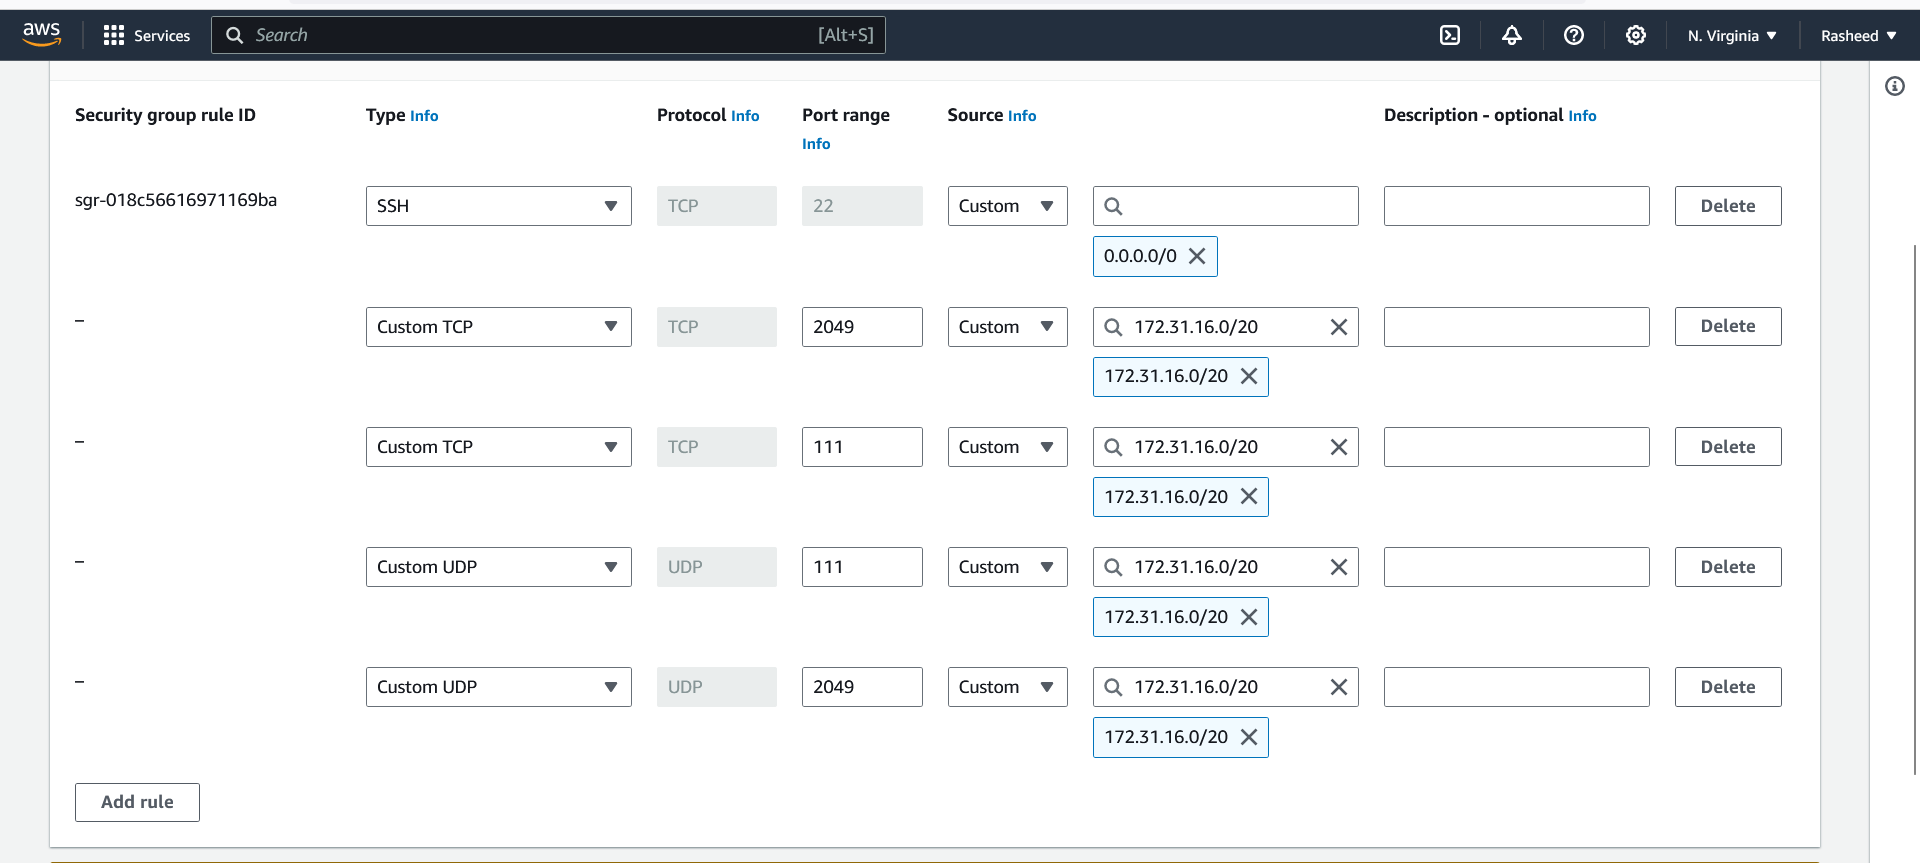 aws
Services
Search
[Alt+S]
N. Virginia
Rasheed
Security group rule ID
Type Info
Protocol Info
Port range
Info
Source Info
Description - optional Info
sgr-018c56616971169ba
SSH
TCP
22
Custom
Delete
0.0.0.0/0
–
Custom TCP
TCP
2049
Custom
172.31.16.0/20
Delete
172.31.16.0/20
–
Custom TCP
TCP
111
Custom
172.31.16.0/20
Delete
172.31.16.0/20
–
Custom UDP
UDP
111
Custom
172.31.16.0/20
Delete
172.31.16.0/20
–
Custom UDP
UDP
2049
Custom
172.31.16.0/20
Delete
172.31.16.0/20
Add rule